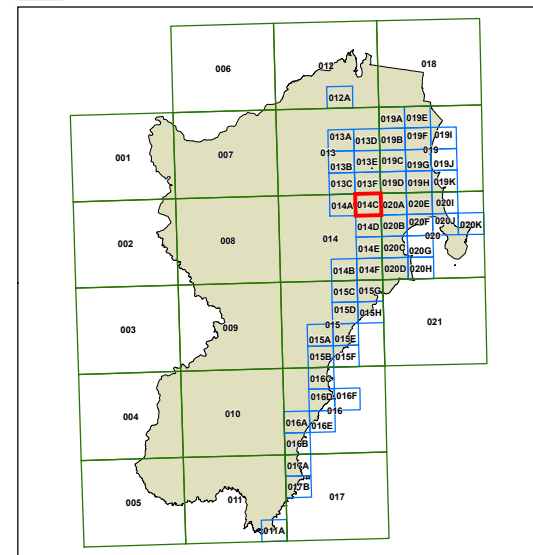 006
012
018
012A
019A 019E
013A 013D 019B 019F 019I
001 007 013 019
013B 013E 019C 019G 019J
013C 013F 019D 019H 019K
014A 014C 020A 020E 020I
014D 020B 020F 020J 020K
002 008 014 020
014E 020C 020G
014B 014F 020D 020H
015C 015G
015D 015H
003 009 015 021
015A 015E
015B 015F
016C
016D 016F
004 010 016
016A 016E
016B
017A
017B
005 011 017
011A